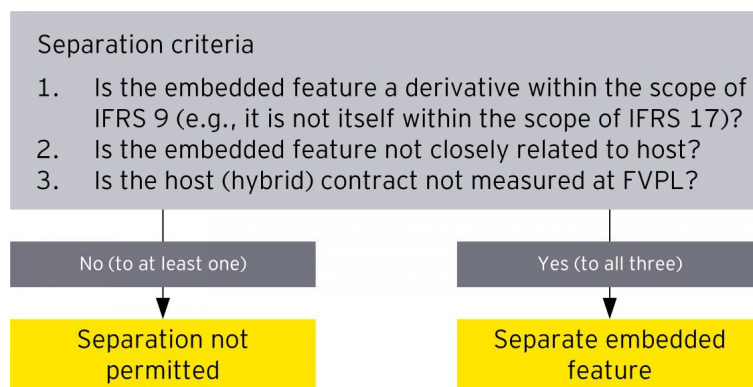 Separation criteria
1. Is the embedded feature a derivative within the scope of
IFRS 9 (e.g., it is not itself within the scope of IFRS 17)?
2. Is the embedded feature not closely related to host?
3. Is the host (hybrid) contract not measured at FVPL?
No (to at least one)
Yes (to all three)
Separation not
permitted
Separate embedded
feature